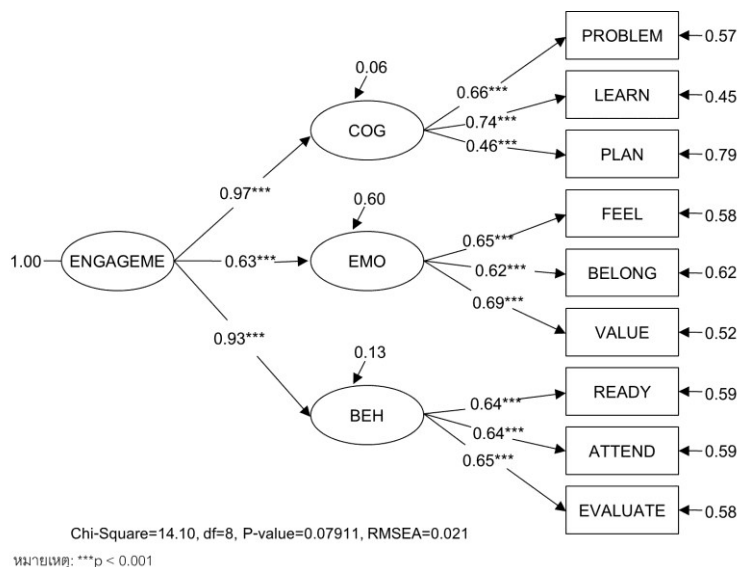 PROBLEM
0.57
0.06
0.66***
LEARN
0.45
COG
0.74***
0.46***
PLAN
0.79
0.97***
0.60
FEEL
0.58
0.65***
1.00
ENGAGEME
0.63***
EMO
0.62***
BELONG
0.62
0.69***
VALUE
0.52
0.93***
0.13
READY
0.59
0.64***
BEH
0.64***
ATTEND
0.59
0.65***
EVALUATE
0.58
Chi-Square=14.10, df=8, P-value=0.07911, RMSEA=0.021
หมายเหตุ: ***p < 0.001